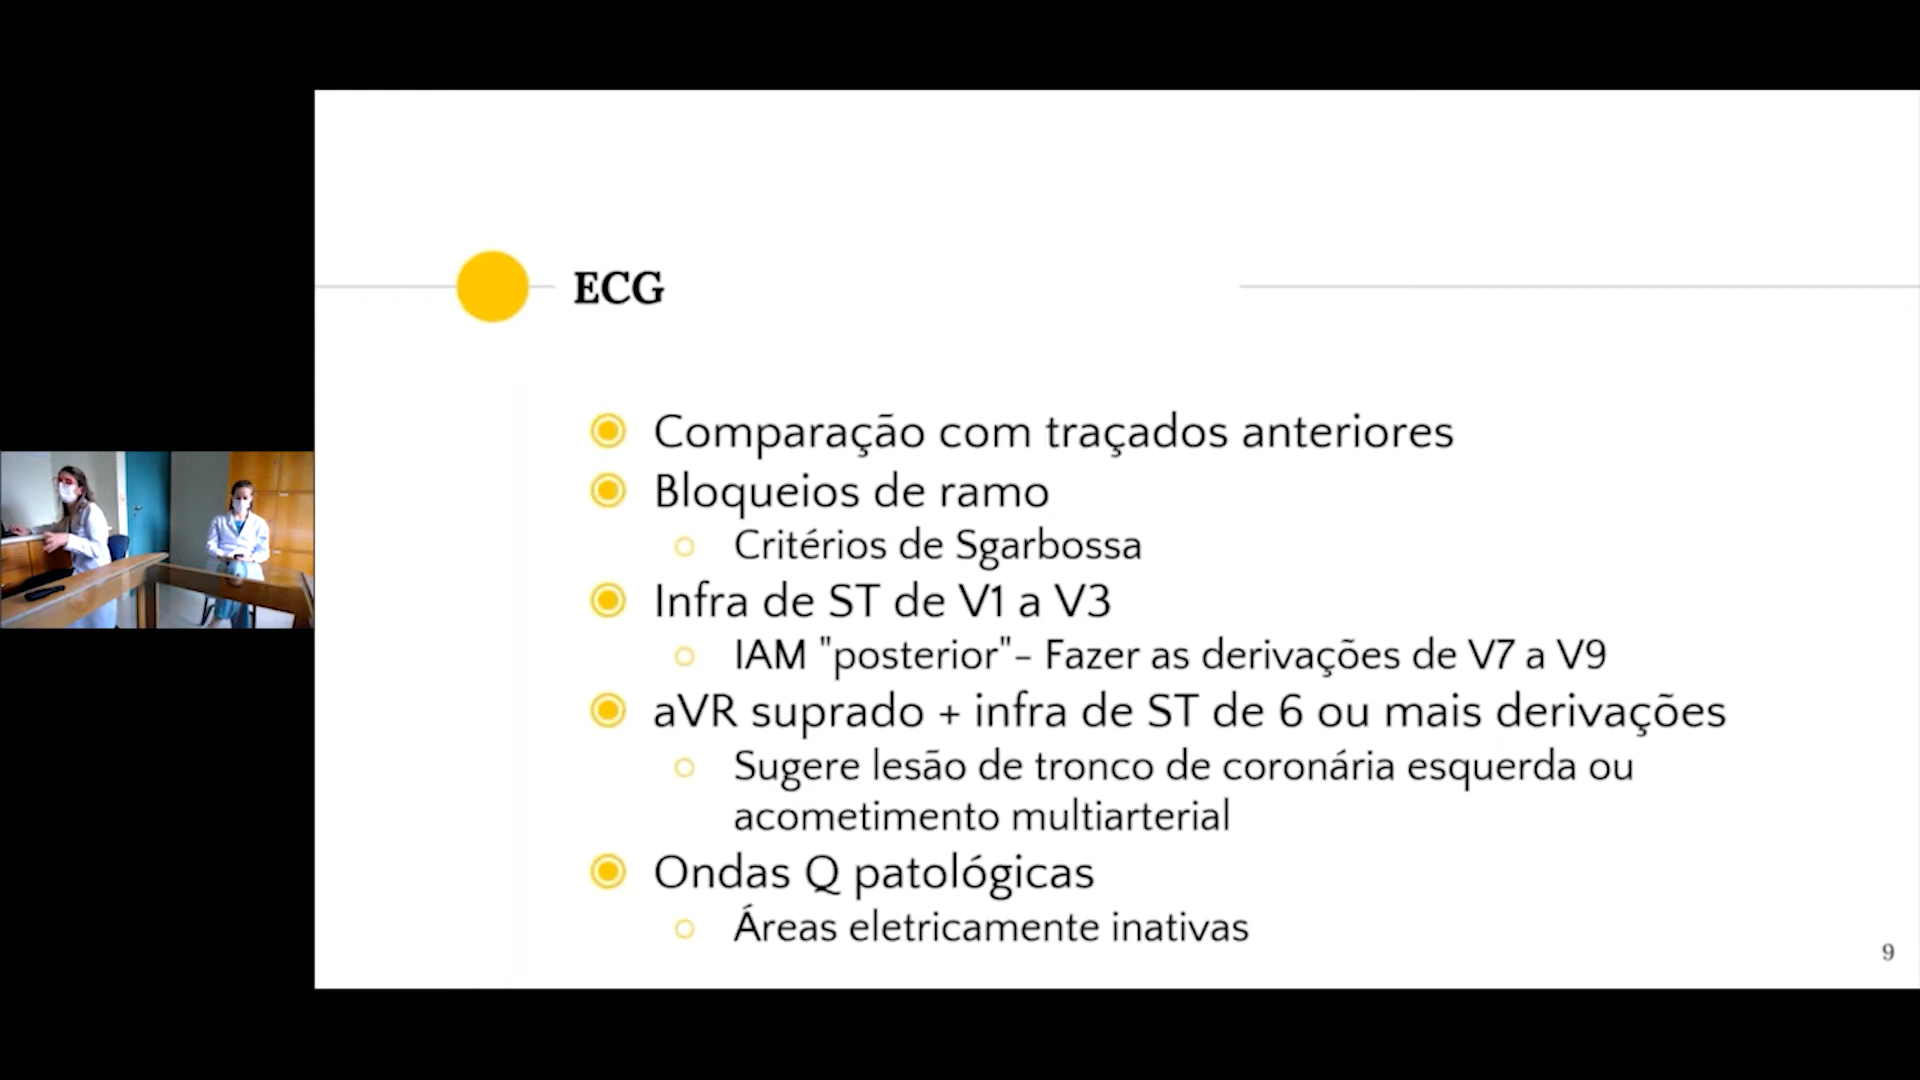 ECG
Comparação com traçados anteriores
Bloqueios de ramo
Critérios de Sgarbossa
Infra de ST de V1 a V3
IAM "posterior"– Fazer as derivações de V7 a V9
aVR suprado + infra de ST de 6 ou mais derivações
Sugere lesão de tronco de coronária esquerda ou
acometimento multiarterial
Ondas Q patológicas
Áreas eletricamente inativas
9